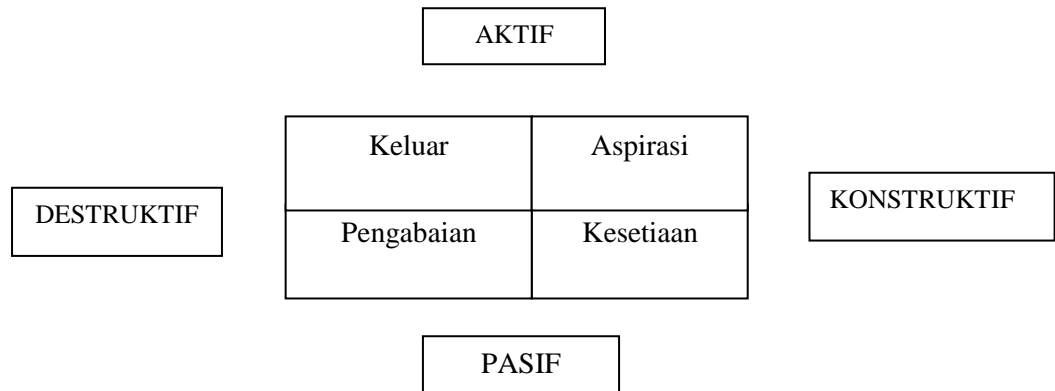 AKTIF
Keluar
Aspirasi
DESTRUKTIF
KONSTRUKTIF
Pengabaian
Kesetiaan
PASIF